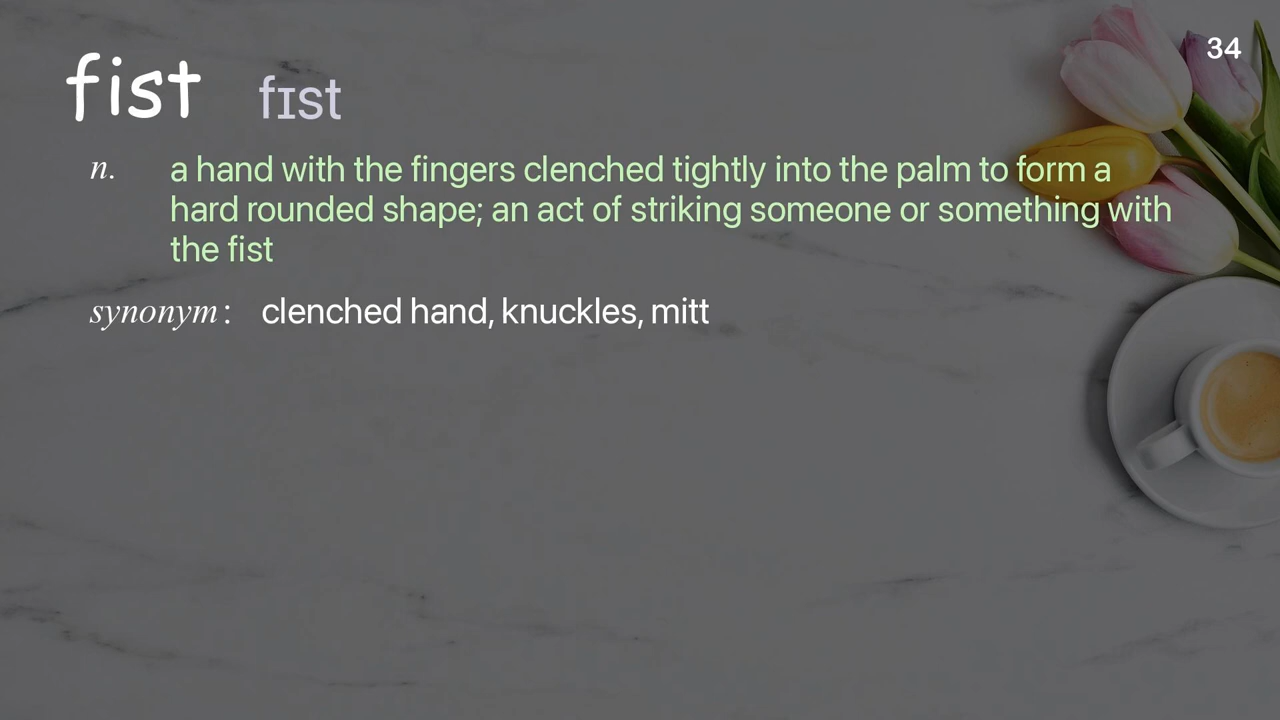 34
fist fɪst
n. a hand with the fingers clenched tightly into the palm to form a
hard rounded shape; an act of striking someone or something with
the fist
synonym : clenched hand, knuckles, mitt